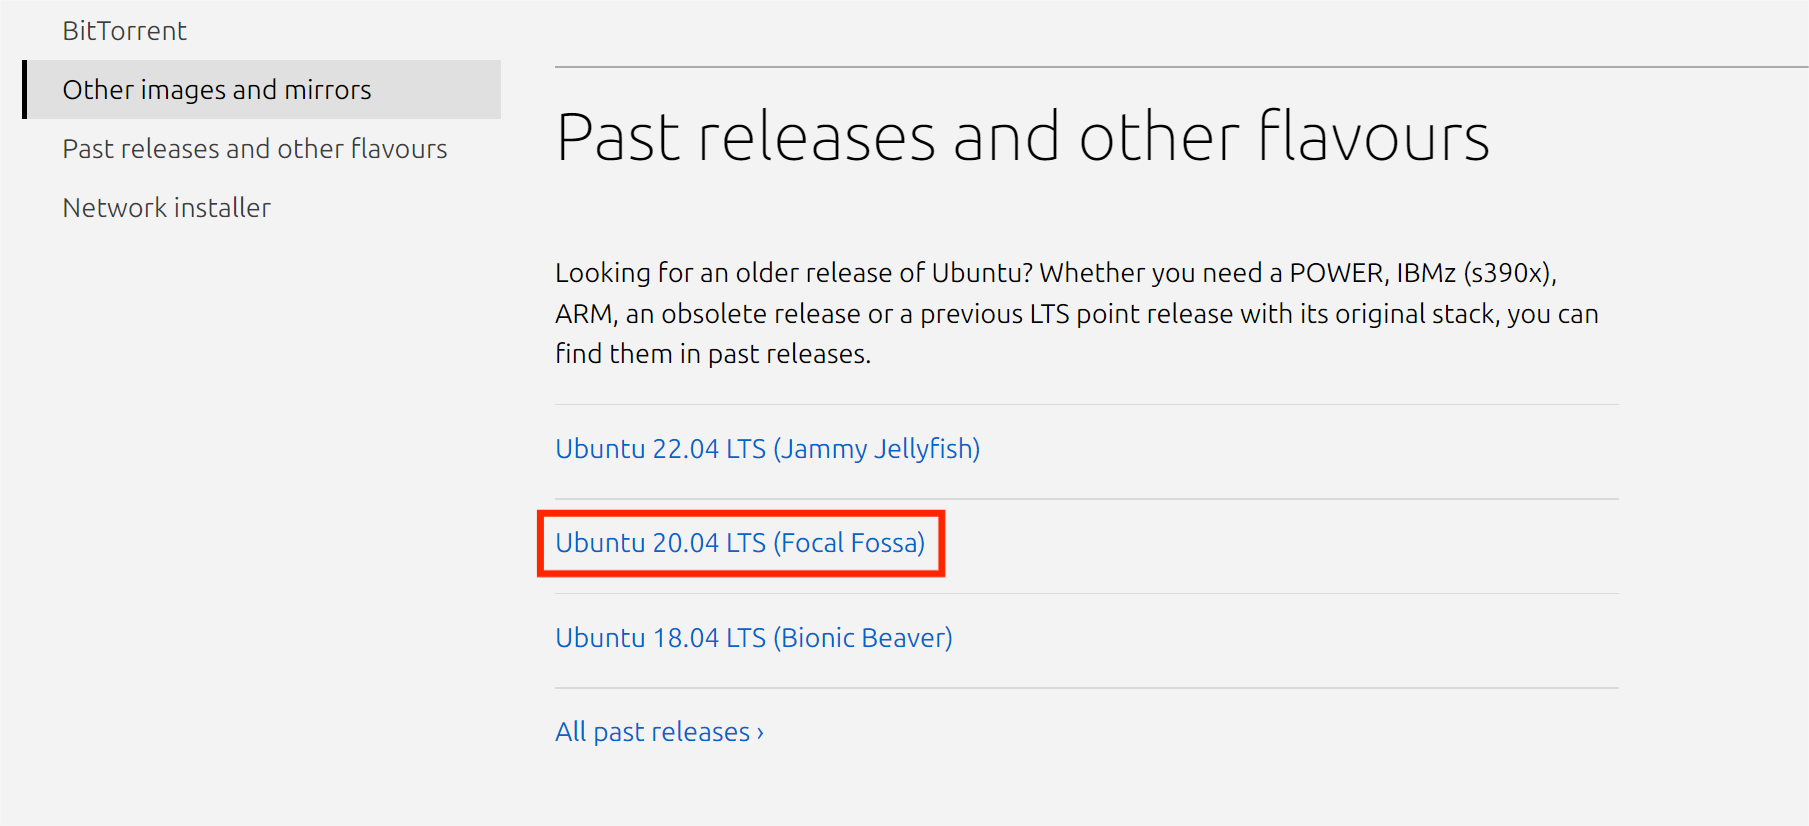 BitTorrent
Other images and mirrors
Past releases and other flavours
Network installer
Past releases and other flavours
Looking for an older release of Ubuntu? Whether you need a POWER, IBMz (s390x),
ARM, an obsolete release or a previous LTS point release with its original stack, you can
find them in past releases.
Ubuntu 22.04 LTS (Jammy Jellyfish)
Ubuntu 20.04 LTS (Focal Fossa)
Ubuntu 18.04 LTS (Bionic Beaver)
All past releases ›